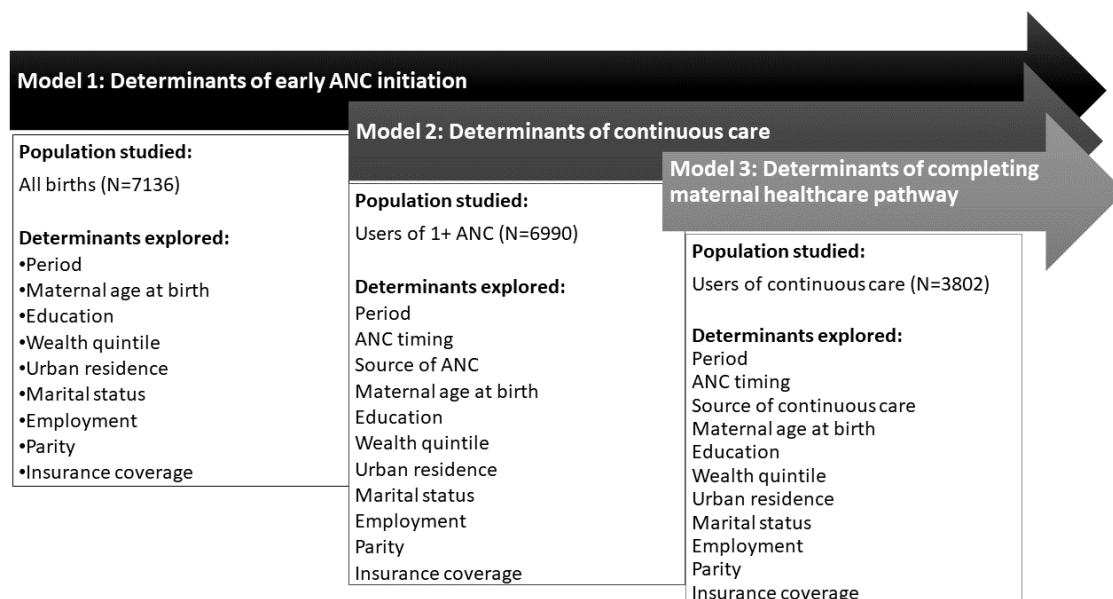 Model 1: Determinants of early ANC initiation
Population studied:
All births (N=7136)
Determinants explored:
•Period
•Maternal age at birth
•Education
•Wealth quintile
•Urban residence
•Marital status
•Employment
•Parity
•Insurance coverage
Model 2: Determinants of continuous care
Population studied:
Users of 1+ ANC (N=6990)
Determinants explored:
Period
ANC timing
Source of ANC
Maternal age at birth
Education
Wealth quintile
Urban residence
Marital status
Employment
Parity
Insurance coverage
Model 3: Determinants of completing
maternal healthcare pathway
Population studied:
Users of continuous care (N=3802)
Determinants explored:
Period
ANC timing
Source of continuous care
Maternal age at birth
Education
Wealth quintile
Urban residence
Marital status
Employment
Parity
Insurance coverage